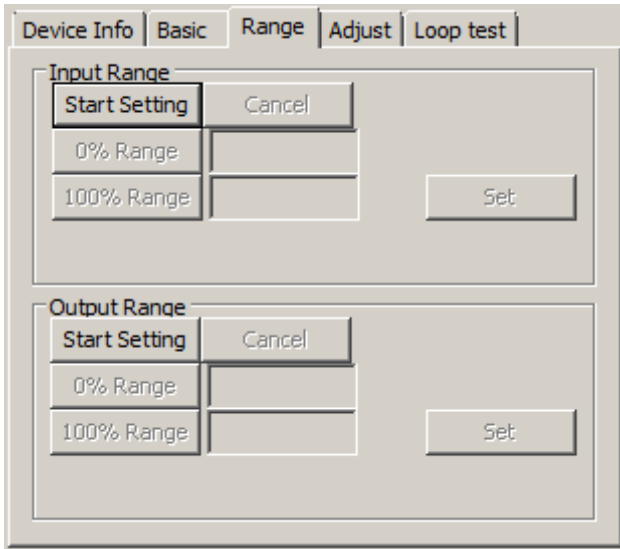 Device Info Basic Range Adjust Loop test
Input Range
Start Setting Cancel
0% Range
100% Range Set
Output Range
Start Setting Cancel
0% Range
100% Range Set